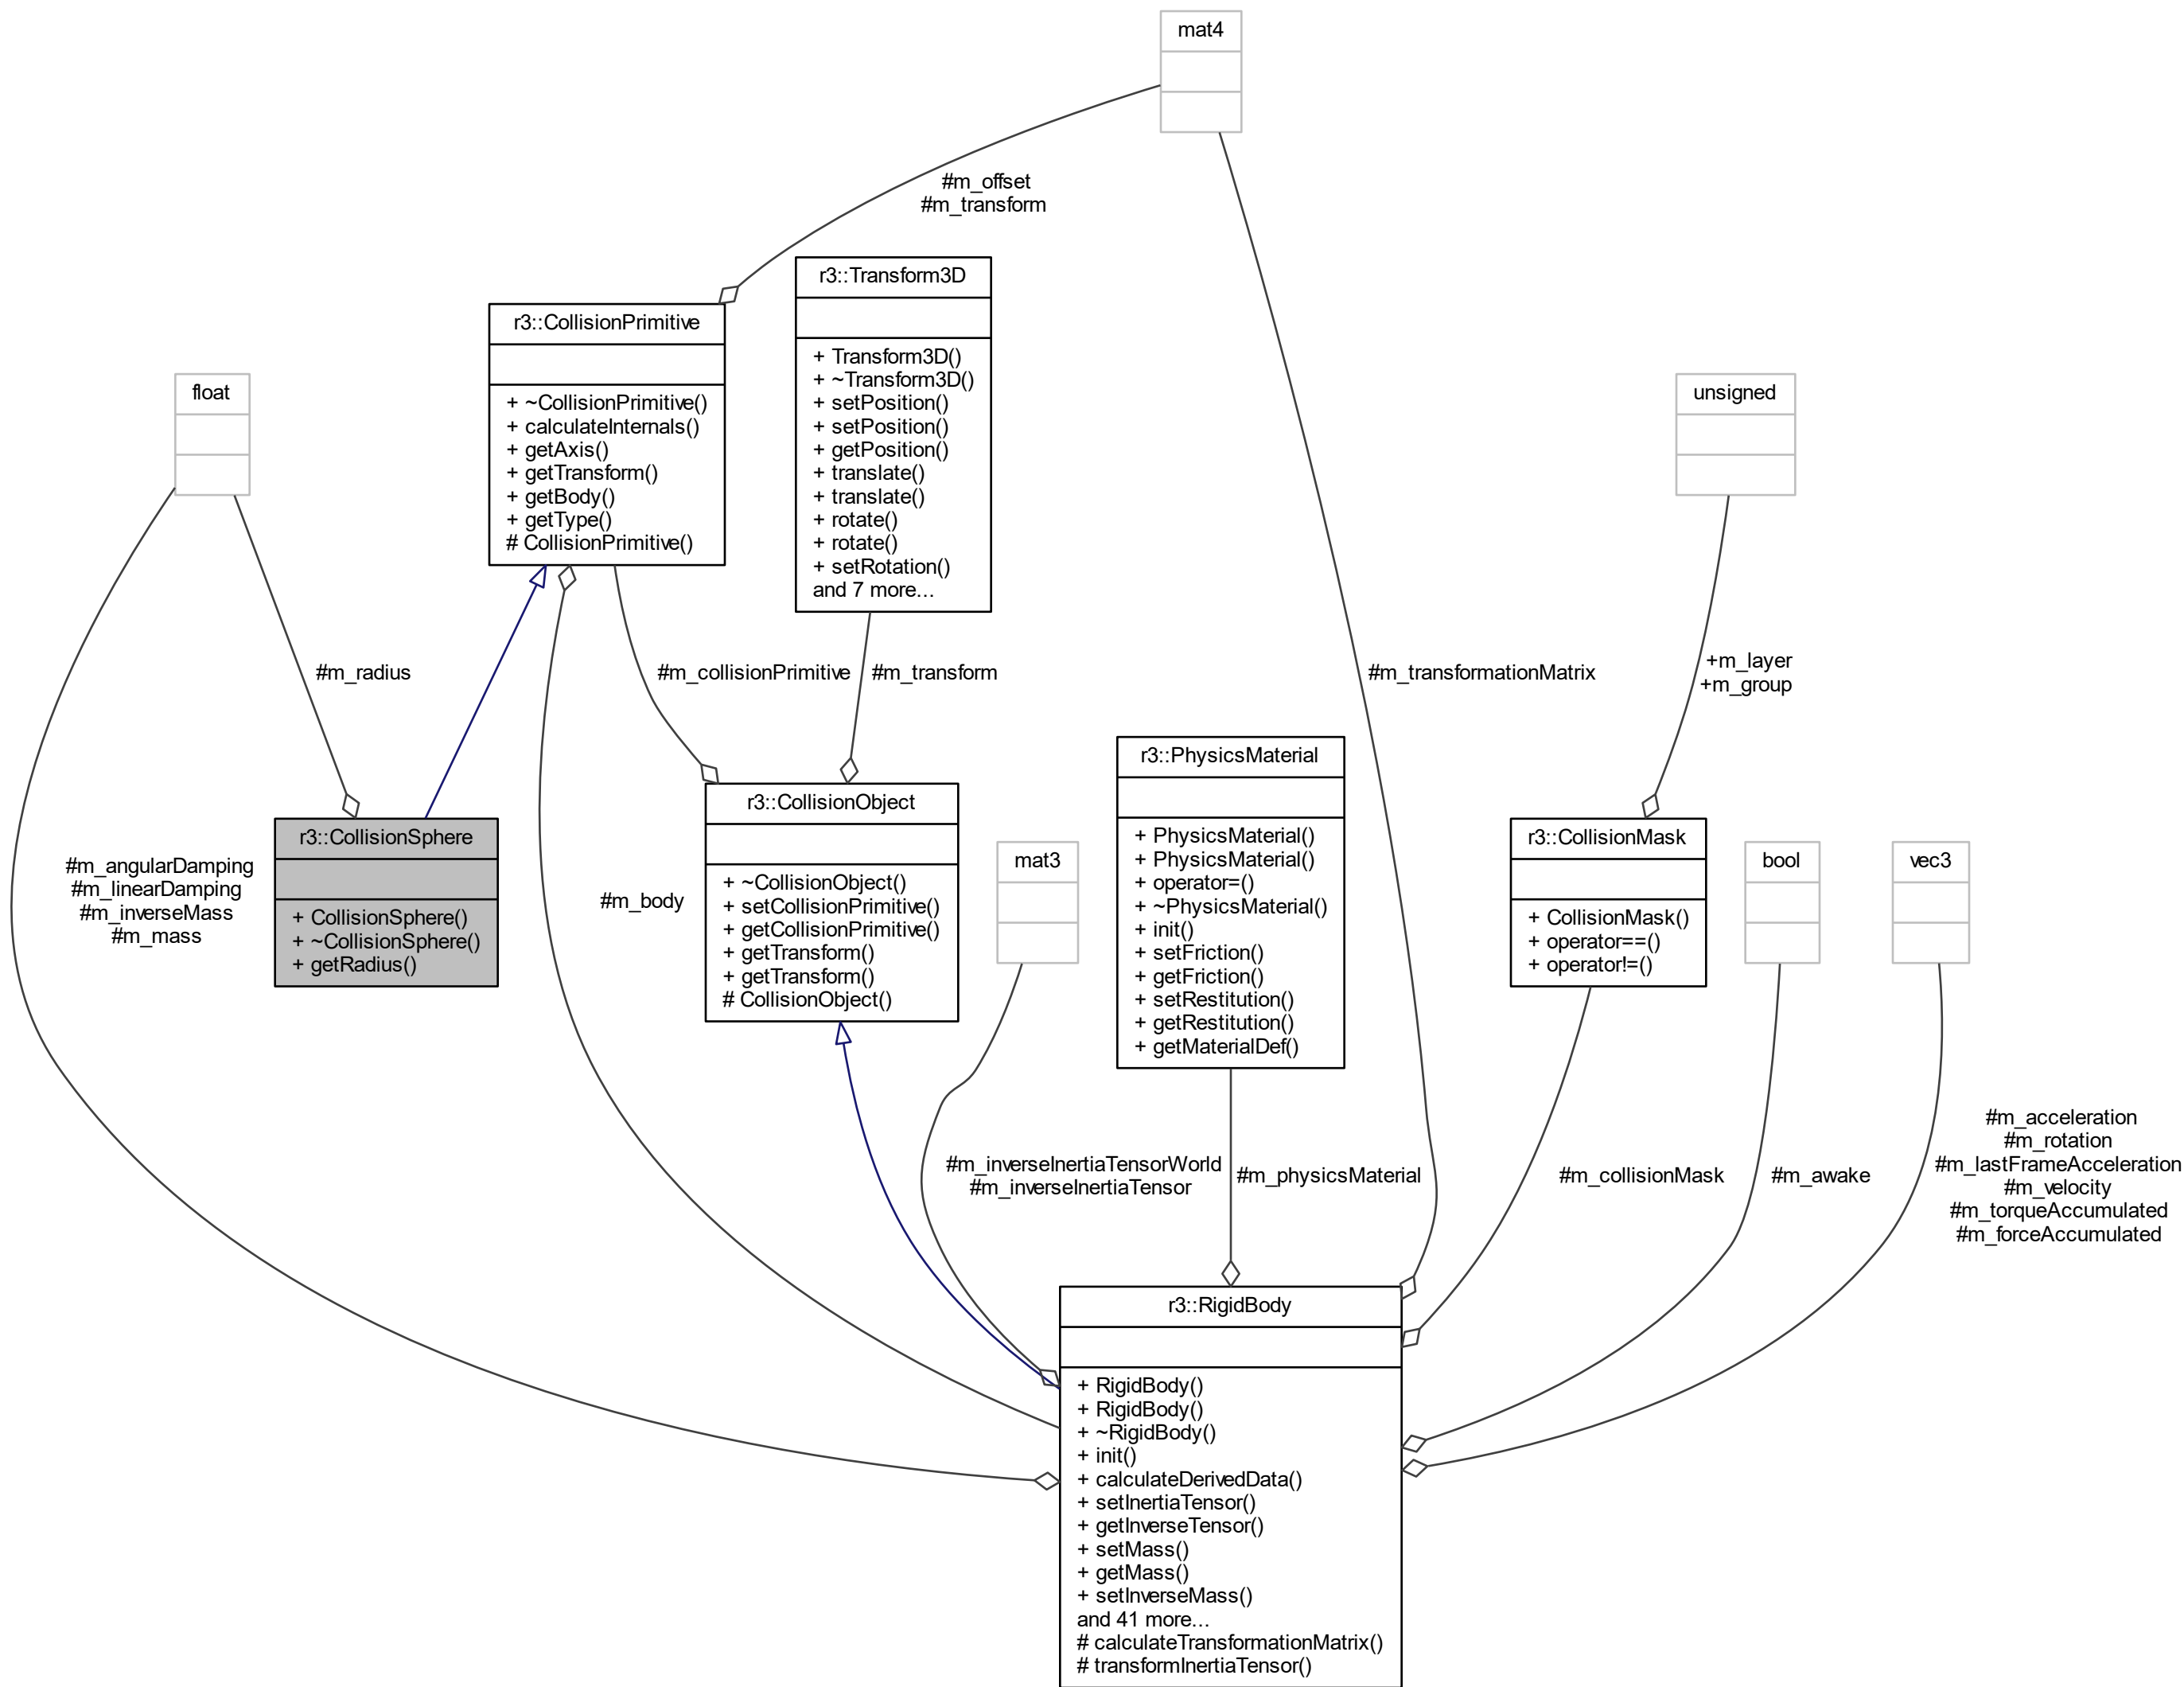 mat4
#m_offset
#m_transform
r3::Transform3D
+ Transform3D()
+ ~Transform3D()
+ setPosition()
+ setPosition()
+ getPosition()
+ translate()
+ translate()
+ rotate()
+ rotate()
+ setRotation()
and 7 more...
r3::CollisionPrimitive
+ ~CollisionPrimitive()
+ calculateInternals()
+ getAxis()
+ getTransform()
+ getBody()
+ getType()
# CollisionPrimitive()
float
unsigned
#m_radius
#m_collisionPrimitive
#m_transform
#m_transformationMatrix
+m_layer
+m_group
r3::CollisionSphere
+ CollisionSphere()
+ ~CollisionSphere()
+ getRadius()
#m_angularDamping
#m_linearDamping
#m_inverseMass
#m_mass
#m_body
r3::CollisionObject
+ ~CollisionObject()
+ setCollisionPrimitive()
+ getCollisionPrimitive()
+ getTransform()
+ getTransform()
# CollisionObject()
mat3
r3::PhysicsMaterial
+ PhysicsMaterial()
+ PhysicsMaterial()
+ operator=()
+ ~PhysicsMaterial()
+ init()
+ setFriction()
+ getFriction()
+ setRestitution()
+ getRestitution()
+ getMaterialDef()
r3::CollisionMask
+ CollisionMask()
+ operator==()
+ operator!=()
bool
vec3
#m_inverseInertiaTensorWorld
#m_inverseInertiaTensor
#m_physicsMaterial
#m_collisionMask
#m_awake
#m_acceleration
#m_rotation
#m_lastFrameAcceleration
#m_velocity
#m_torqueAccumulated
#m_forceAccumulated
r3::RigidBody
+ RigidBody()
+ RigidBody()
+ ~RigidBody()
+ init()
+ calculateDerivedData()
+ setInertiaTensor()
+ getInverseTensor()
+ setMass()
+ getMass()
+ setInverseMass()
and 41 more...
# calculateTransformationMatrix()
# transformInertiaTensor()